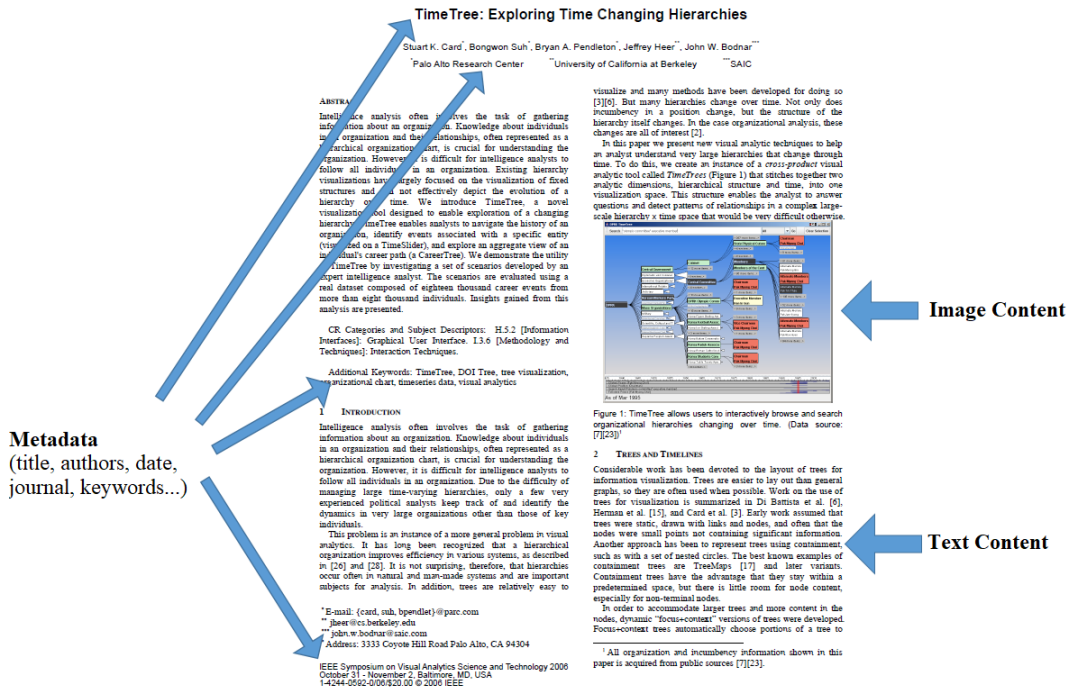 TimeTree: Exploring Time Changing Hierarchies
Stuart K. Card*, Bongwon Suh*, Bryan A. Pendleton*, Jeffrey Heer**, John W. Bodnar***
*Palo Alto Research Center **University of California at Berkeley ***SAIC
ABSTRA
Intelligence analysis often involves the task of gathering
information about an organization. Knowledge about individuals
in an organization and their relationships, often represented as a
hierarchical organization chart, is crucial for understanding the
organization. However, it is difficult for intelligence analysts to
follow all individuals in an organization. Existing hierarchy
visualizations have largely focused on the visualization of fixed
structures and can not effectively depict the evolution of a
hierarchy over time. We introduce TimeTree, a novel
visualization tool designed to enable exploration of a changing
hierarchy. TimeTree enables analysts to navigate the history of an
organization, identify events associated with a specific entity
(visualized on a TimeSlider), and explore an aggregate view of an
individual's career path (a CareerTree). We demonstrate the utility
of TimeTree by investigating a set of scenarios developed by an
expert intelligence analyst. The scenarios are evaluated using a
real dataset composed of eighteen thousand career events from
more than eight thousand individuals. Insights gained from this
analysis are presented.
CR Categories and Subject Descriptors: H.5.2 [Information
Interfaces]: Graphical User Interface. I.3.6 [Methodology and
Techniques]: Interaction Techniques.
Additional Keywords: TimeTree, DOI Tree, tree visualization,
organizational chart, timeseries data, visual analytics
1 INTRODUCTION
Intelligence analysis often involves the task of gathering
information about an organization. Knowledge about individuals
in an organization and their relationships, often represented as a
hierarchical organization chart, is crucial for understanding the
organization. However, it is difficult for intelligence analysts to
follow all individuals in an organization. Due to the difficulty of
managing large time-varying hierarchies, only a few very
experienced political analysts keep track of and identify the
dynamics in very large organizations other than those of key
individuals.
This problem is an instance of a more general problem in visual
analytics. It has long been recognized that a hierarchical
organization improves efficiency in various systems, as described
in [26] and [28]. It is not surprising, therefore, that hierarchies
occur often in natural and man-made systems and are important
subjects for analysis. In addition, trees are relatively easy to
* E-mail: {card, suh, bpendlet}@parc.com
** jheer@cs.berkeley.edu
*** john.w.bodnar@saic.com
Address: 3333 Coyote Hill Road Palo Alto, CA 94304
IEEE Symposium on Visual Analytics Science and Technology 2006
October 31 - November 2, Baltimore, MD, USA
1-4244-0592-0/06/$20.00 © 2006 IEEE
visualize and many methods have been developed for doing so
[3][6]. But many hierarchies change over time. Not only does
incumbency in a position change, but the structure of the
hierarchy itself changes. In the case organizational analysis, these
changes are all of interest [2].
In this paper we present new visual analytic techniques to help
an analyst understand very large hierarchies that change through
time. To do this, we create an instance of a cross-product visual
analytic tool called TimeTrees (Figure 1) that stitches together two
analytic dimensions, hierarchical structure and time, into one
visualization space. This structure enables the analyst to answer
questions and detect patterns of relationships in a complex large-
scale hierarchy x time space that would be very difficult otherwise.
As of Mar 1995
Figure 1: TimeTree allows users to interactively browse and search
organizational hierarchies changing over time. (Data source:
[7][23])1
2 TREES AND TIMELINES
Considerable work has been devoted to the layout of trees for
information visualization. Trees are easier to lay out than general
graphs, so they are often used when possible. Work on the use of
trees for visualization is summarized in Di Battista et al. [6],
Herman et al. [15], and Card et al. [3]. Early work assumed that
trees were static, drawn with links and nodes, and often that the
nodes were small points not containing significant information.
Another approach has been to represent trees using containment,
such as with a set of nested circles. The best known examples of
containment trees are TreeMaps [17] and later variants.
Containment trees have the advantage that they stay within a
predetermined space, but there is little room for node content,
especially for non-terminal nodes.
In order to accommodate larger trees and more content in the
nodes, dynamic "focus+context" versions of trees were developed.
Focus+context trees automatically choose portions of a tree to
1 All organization and incumbency information shown in this
paper is acquired from public sources [7][23].
Metadada
(title, authors, date,
journal, keywords...)
Image Content
Text Content